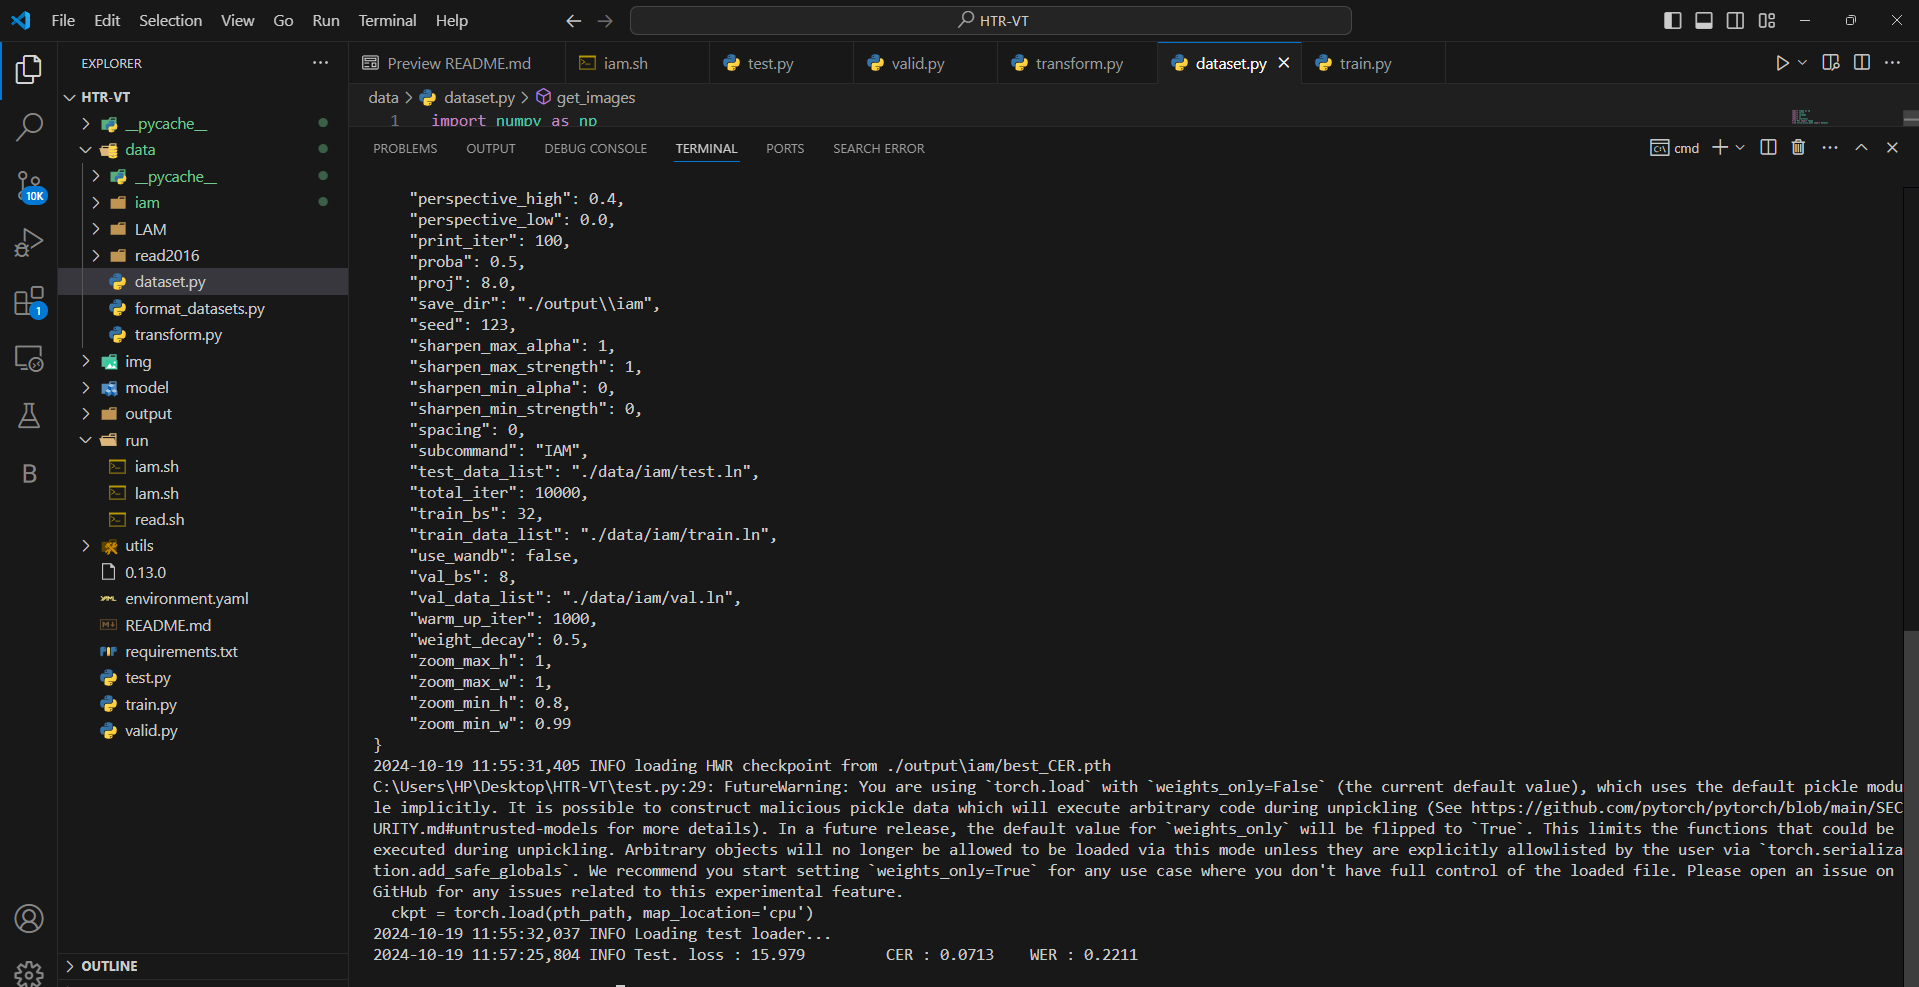 File Edit Selection View Go Run Terminal Help
HTR-VT
EXPLORER
Preview README.md
iam.sh
test.py
valid.py
transform.py
dataset.py
train.py
HTR-VT
__pycache__
data
__pycache__
iam
LAM
read2016
dataset.py
format_datasets.py
transform.py
img
model
output
run
iam.sh
lam.sh
read.sh
utils
0.13.0
environment.yaml
README.md
requirements.txt
test.py
train.py
valid.py
OUTLINE
10K
1
B
data > dataset.py > get_images
1 import numpy as np
PROBLEMS OUTPUT DEBUG CONSOLE TERMINAL PORTS SEARCH ERROR
cmd
"perspective_high": 0.4,
"perspective_low": 0.0,
"print_iter": 100,
"proba": 0.5,
"proj": 8.0,
"save_dir": "./output\\iam",
"seed": 123,
"sharpen_max_alpha": 1,
"sharpen_max_strength": 1,
"sharpen_min_alpha": 0,
"sharpen_min_strength": 0,
"spacing": 0,
"subcommand": "IAM",
"test_data_list": "./data/iam/test.ln",
"total_iter": 10000,
"train_bs": 32,
"train_data_list": "./data/iam/train.ln",
"use_wandb": false,
"val_bs": 8,
"val_data_list": "./data/iam/val.ln",
"warm_up_iter": 1000,
"weight_decay": 0.5,
"zoom_max_h": 1,
"zoom_max_w": 1,
"zoom_min_h": 0.8,
"zoom_min_w": 0.99
}
2024-10-19 11:55:31,405 INFO loading HWR checkpoint from ./output\iam/best_CER.pth
C:\Users\HP\Desktop\HTR-VT\test.py:29: FutureWarning: You are using `torch.load` with `weights_only=False` (the current default value), which uses the default pickle modu
le implicitly. It is possible to construct malicious pickle data which will execute arbitrary code during unpickling (See https://github.com/pytorch/pytorch/blob/main/SEC
URITY.md#untrusted-models for more details). In a future release, the default value for `weights_only` will be flipped to `True`. This limits the functions that could be
executed during unpickling. Arbitrary objects will no longer be allowed to be loaded via this mode unless they are explicitly allowlisted by the user via `torch.serializa
tion.add_safe_globals`. We recommend you start setting `weights_only=True` for any use case where you don't have full control of the loaded file. Please open an issue on
GitHub for any issues related to this experimental feature.
ckpt = torch.load(pth_path, map_location='cpu')
2024-10-19 11:55:32,037 INFO Loading test loader...
2024-10-19 11:57:25,804 INFO Test. loss : 15.979 CER : 0.0713 WER : 0.2211